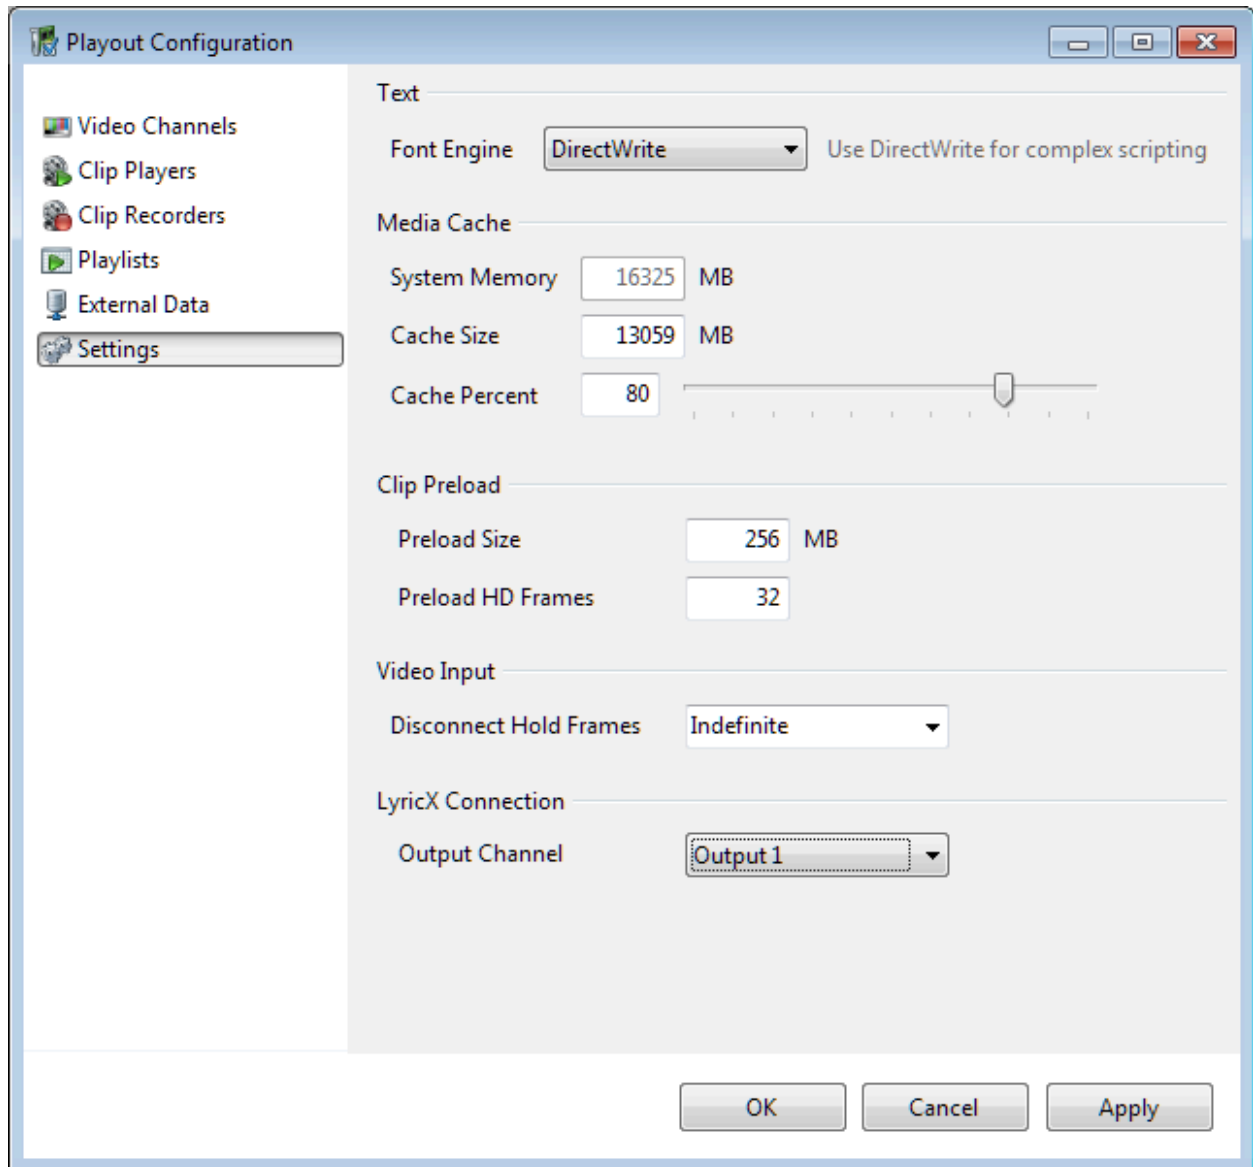 Playout Configuration
Video Channels
Clip Players
Clip Recorders
Playlists
External Data
Settings
Text
Font Engine DirectWrite Use DirectWrite for complex scripting
Media Cache
System Memory 16325 MB
Cache Size 13059 MB
Cache Percent 80
Clip Preload
Preload Size 256 MB
Preload HD Frames 32
Video Input
Disconnect Hold Frames Indefinite
LyricX Connection
Output Channel Output 1
OK Cancel Apply